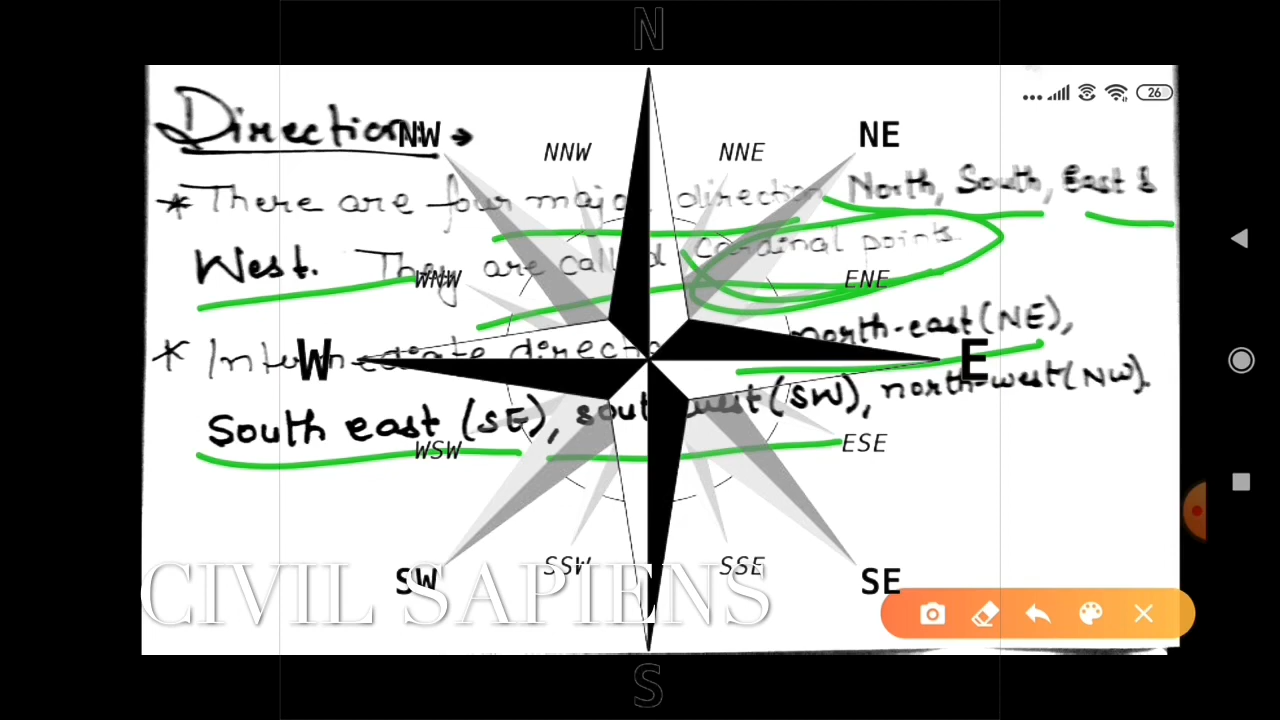 N
26
Direction →
NW
NE
NNW
NNE
* There are four major direction North, South, East &
West. They are called cardinal points.
WNW
ENE
* Intermediate north-east (NE),
W
E
South east (SE), south west (SW), north-west (NW).
WSW
ESE
SSW
SSE
SW
SE
CIVIL SAPIENS
S